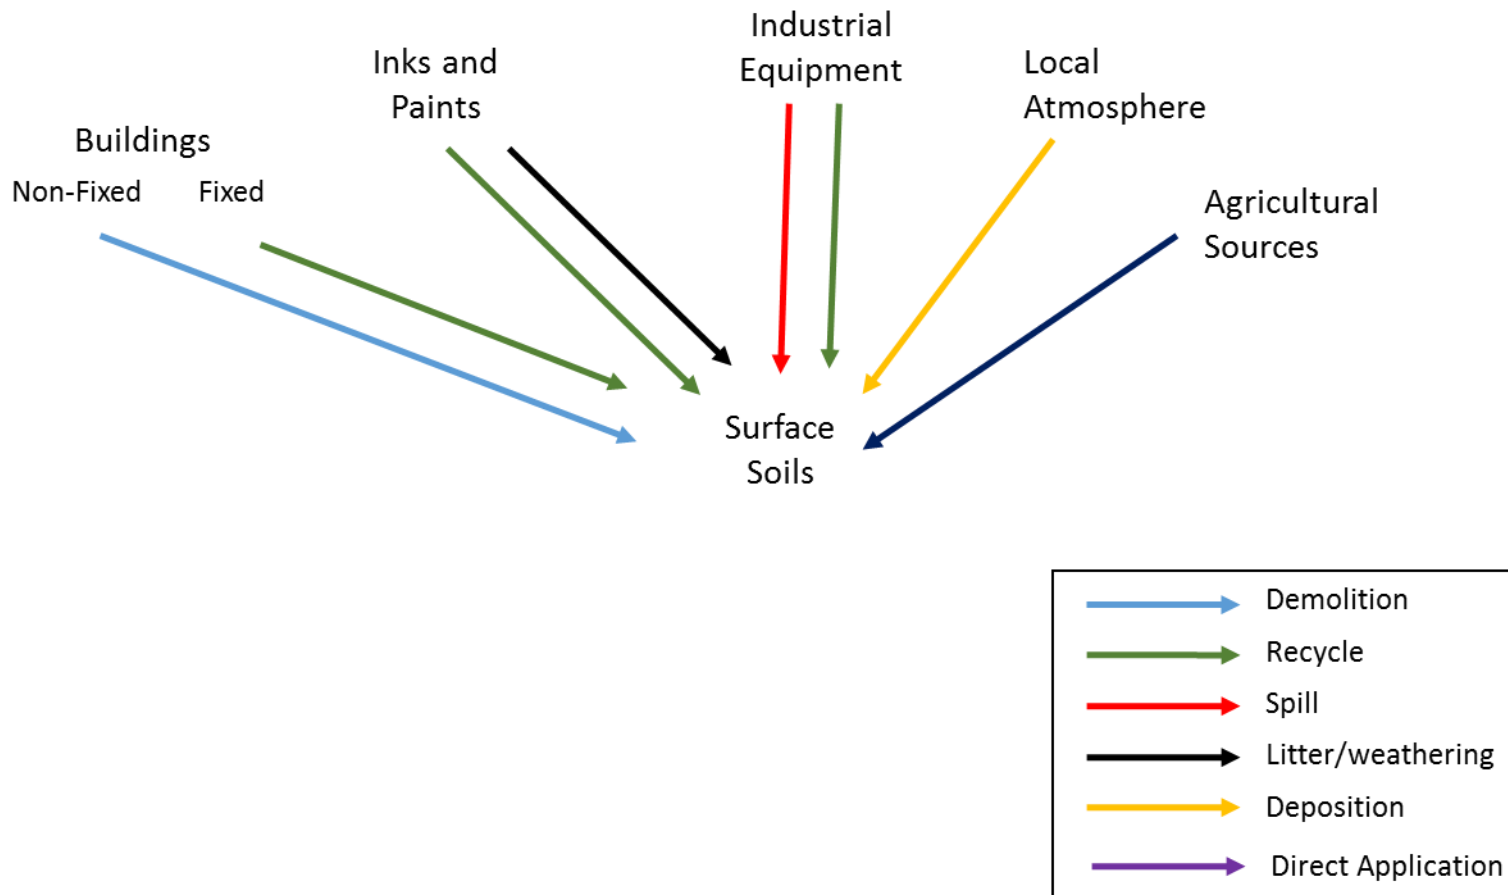 Industrial
Equipment
Inks and
Paints
Local
Atmosphere
Buildings
Non-Fixed Fixed
Agricultural
Sources
Surface
Soils
Demolition
Recycle
Spill
Litter/weathering
Deposition
Direct Application